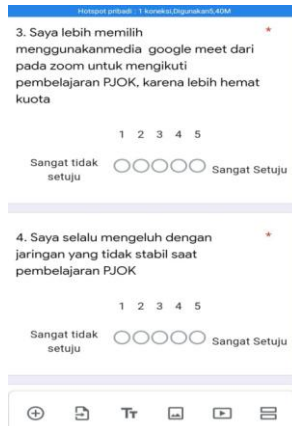 Hotspot pribadi : 1 koneksi,Digunakan5,40M
3. Saya lebih memilih *
menggunakanmedia google meet dari
pada zoom untuk mengikuti
pembelajaran PJOK, karena lebih hemat
kuota
1 2 3 4 5
Sangat tidak
setuju
Sangat Setuju
4. Saya selalu mengeluh dengan *
jaringan yang tidak stabil saat
pembelajaran PJOK
1 2 3 4 5
Sangat tidak
setuju
Sangat Setuju
Tт